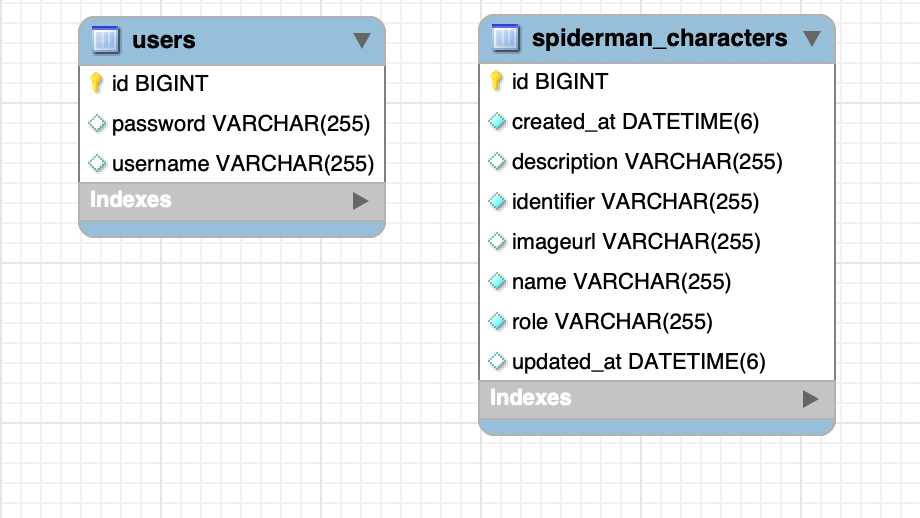 users
id BIGINT
password VARCHAR(255)
username VARCHAR(255)
Indexes
spiderman_characters
id BIGINT
created_at DATETIME(6)
description VARCHAR(255)
identifier VARCHAR(255)
imageurl VARCHAR(255)
name VARCHAR(255)
role VARCHAR(255)
updated_at DATETIME(6)
Indexes